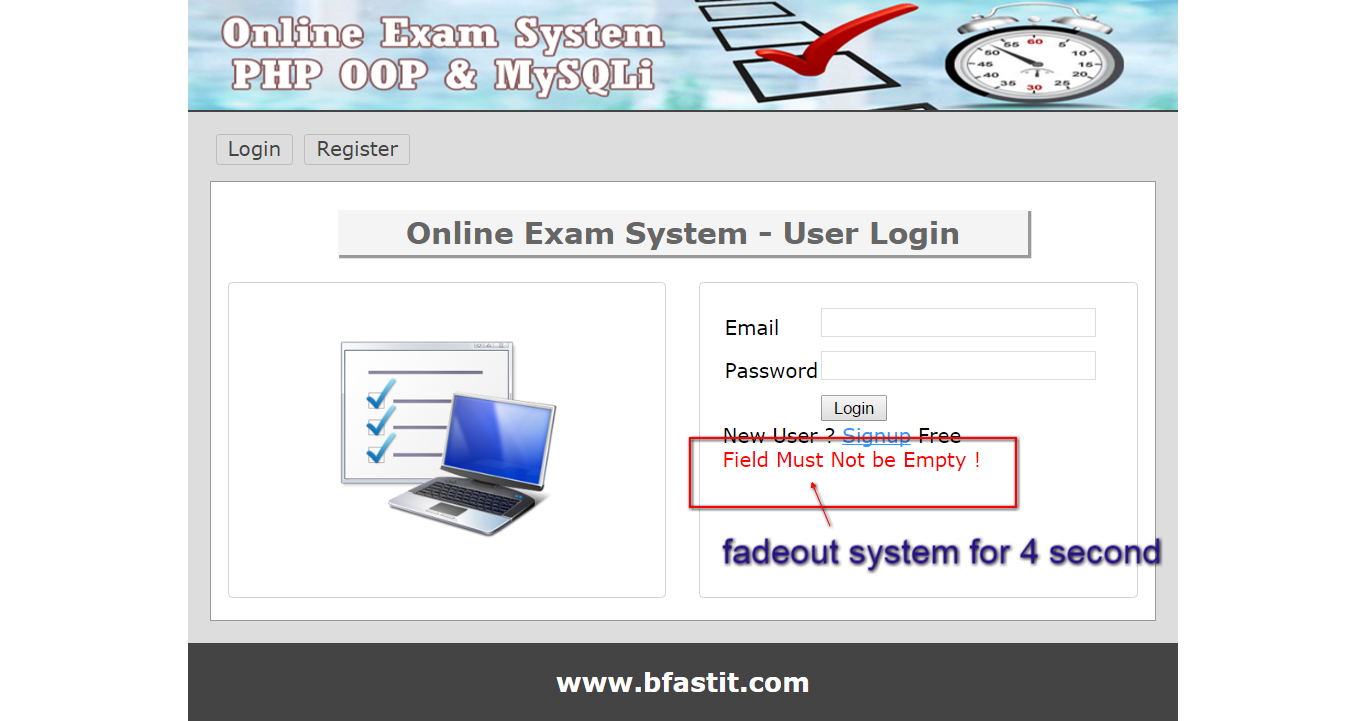 Online Exam System
PHP OOP & MySQLi
60
5
10
15
20
25
30
35
40
45
50
55
Login Register
Online Exam System - User Login
Email
Password
Login
New User ? Signup Free
Field Must Not be Empty !
fadeout system for 4 second
www.bfastit.com